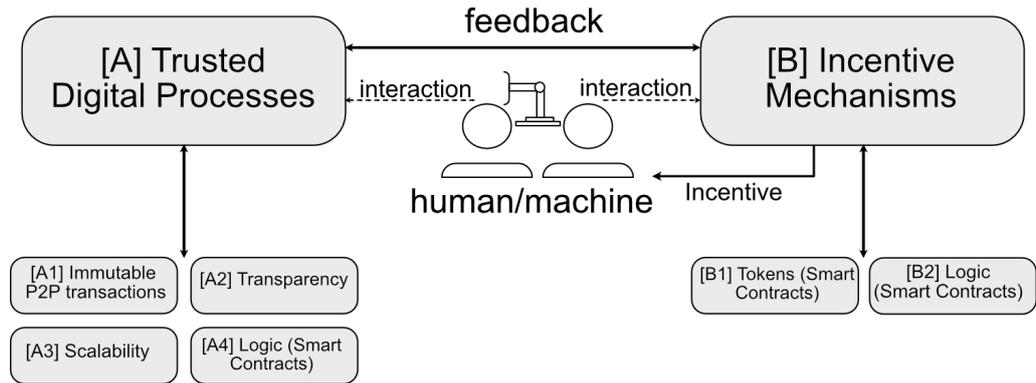 feedback
[A] Trusted
Digital Processes
[B] Incentive
Mechanisms
interaction
interaction
human/machine
Incentive
[A1] Immutable
P2P transactions
[A2] Transparency
[A3] Scalability
[A4] Logic (Smart
Contracts)
[B1] Tokens (Smart
Contracts)
[B2] Logic
(Smart Contracts)